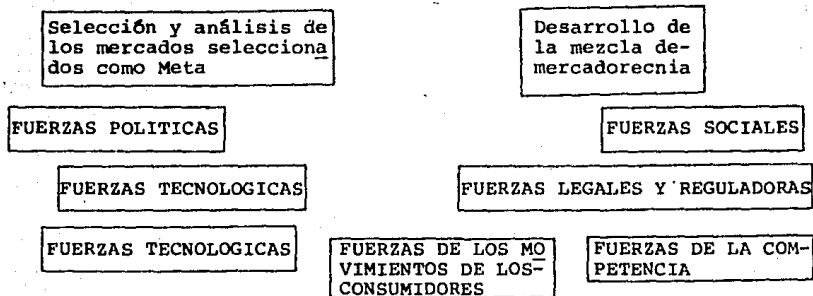 Selección y análisis de
los mercados selecciona
dos como Meta
Desarrollo de
la mezcla de-
mercadorecnia
FUERZAS POLITICAS
FUERZAS SOCIALES
FUERZAS TECNOLOGICAS
FUERZAS LEGALES Y REGULADORAS
FUERZAS TECNOLOGICAS
FUERZAS DE LOS MO
VIMIENTOS DE LOS-
CONSUMIDORES
FUERZAS DE LA COM-
PETENCIA